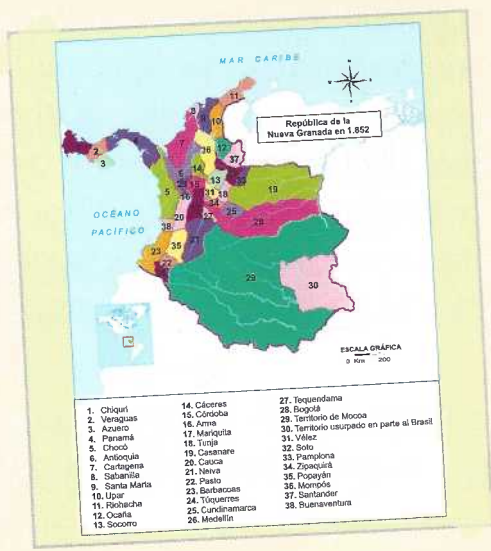 MAR CARIBE
República de la
Nueva Granada en 1.852
OCÉANO
PACÍFICO
ESCALA GRÁFICA
0 Km 200
1. Chiquri
2. Veraguas
3. Azuero
4. Panamá
5. Chocó
6. Antioquia
7. Cartagena
8. Sabanilla
9. Santa Marta
10. Upar
11. Riohacha
12. Ocaña
13. Socorro
14. Cáceres
15. Córdoba
16. Arma
17. Mariquita
18. Tunja
19. Casanare
20. Cauca
21. Neiva
22. Pasto
23. Barbacoas
24. Túquerres
25. Cundinamarca
26. Medellín
27. Tequendama
28. Bogotá
29. Territorio de Mocoa
30. Territorio usurpado en parte al Brasil
31. Vélez
32. Soto
33. Pamplona
34. Zipaquirá
35. Popayán
36. Mompós
37. Santander
38. Buenaventura